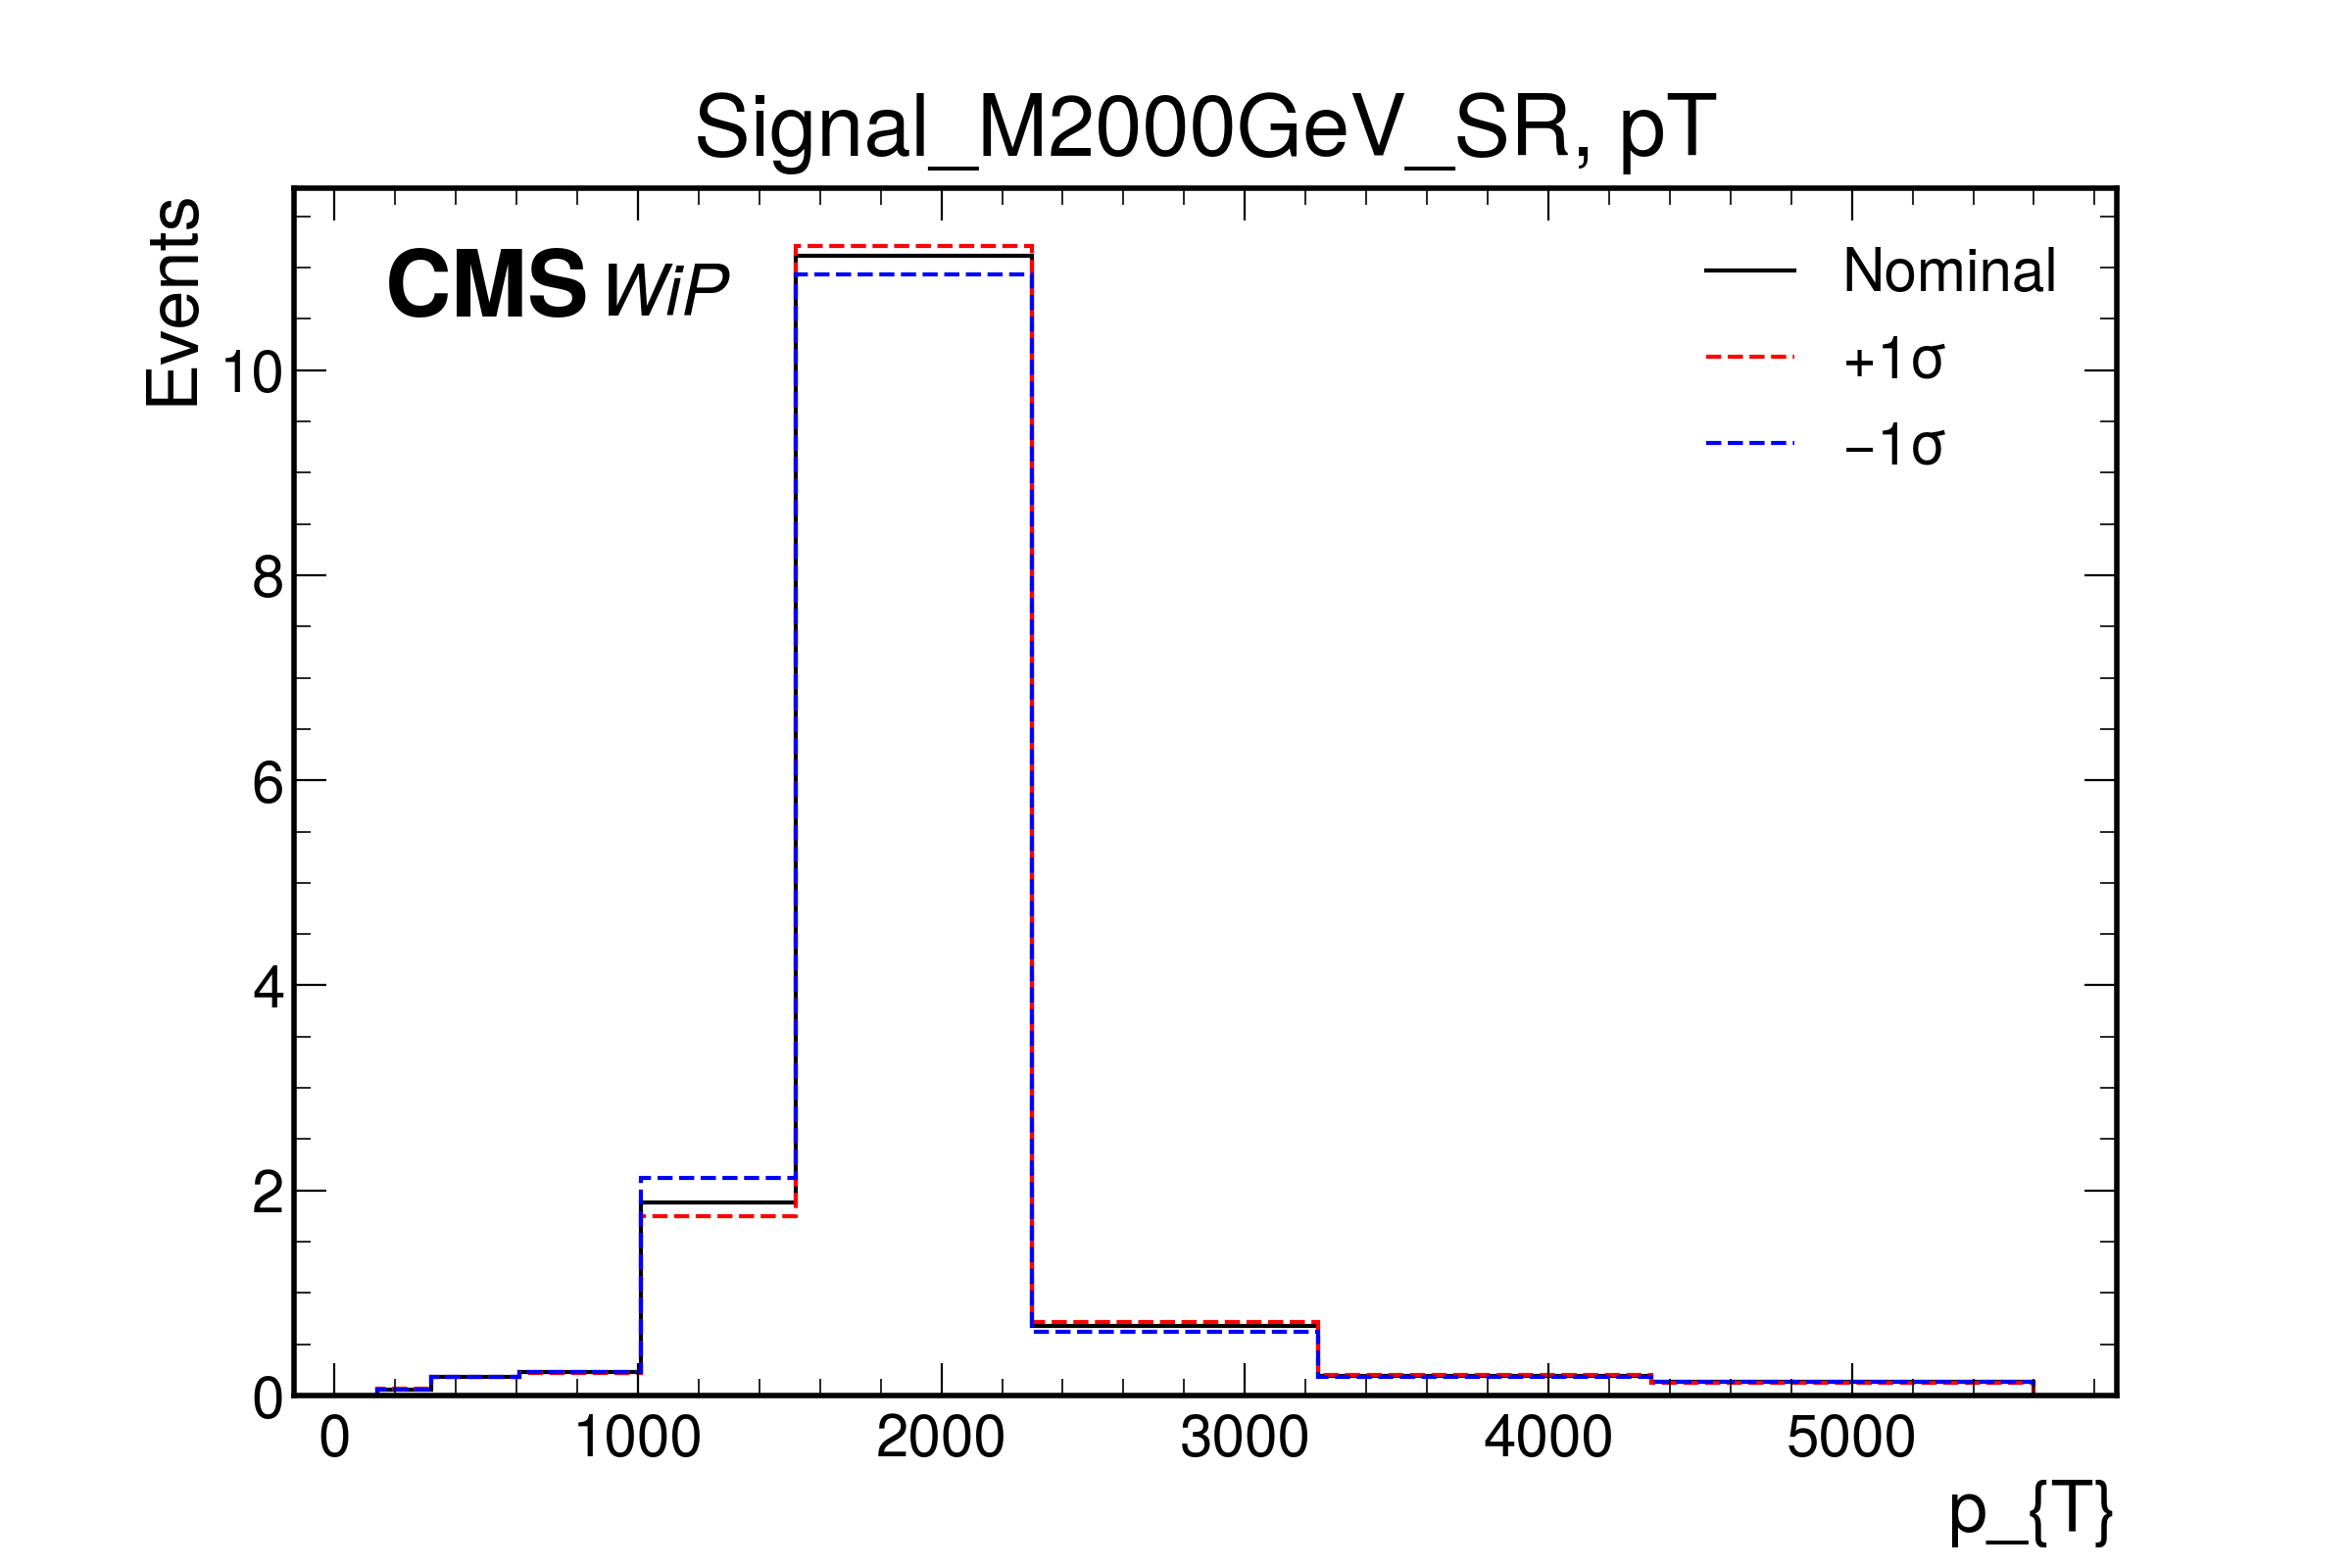 Signal_M2000GeV_SR, pT
Events
CMS WiP
Nominal
+1σ
−1σ
10
8
6
4
2
0
0 1000 2000 3000 4000 5000
p_{T}